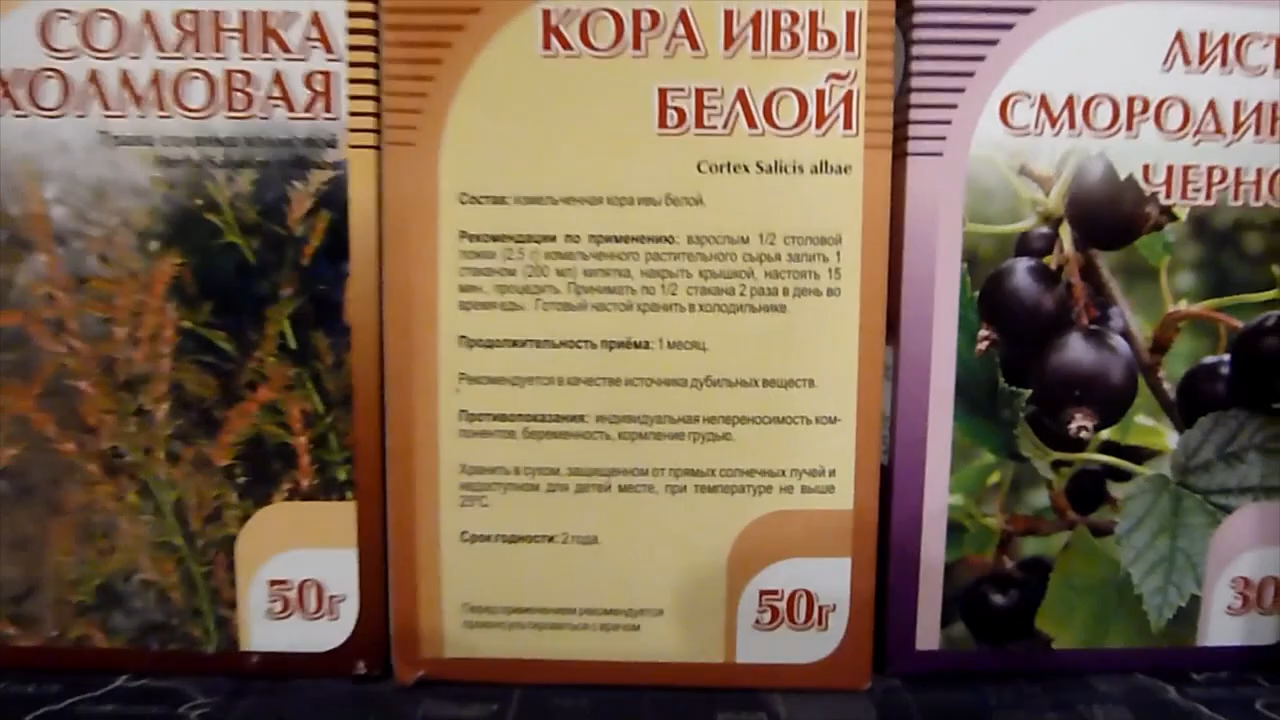 СОЛЯНКА
ХОЛМОВАЯ
50г
КОРА ИВЫ
БЕЛОЙ
Cortex Salicis albae
Состав: измельченная кора ивы белой.
Рекомендации по применению: взрослым 1/2 столовой
ложки (2,5 г) измельченного растительного сырья залить 1
стаканом (200 мл) кипятка, накрыть крышкой, настоять 15
мин., процедить. Принимать по 1/2 стакана 2 раза в день во
время еды. Готовый настой хранить в холодильнике.
Продолжительность приёма: 1 месяц.
Рекомендуется в качестве источника дубильных веществ.
Противопоказания: индивидуальная непереносимость ком-
понентов, беременность, кормление грудью.
Хранить в сухом, защищенном от прямых солнечных лучей и
недоступном для детей месте, при температуре не выше
25°С.
Срок годности: 2 года.
Перед применением рекомендуется
проконсультироваться с врачом
50г
ЛИСТ
СМОРОДИН
ЧЕРНО
30